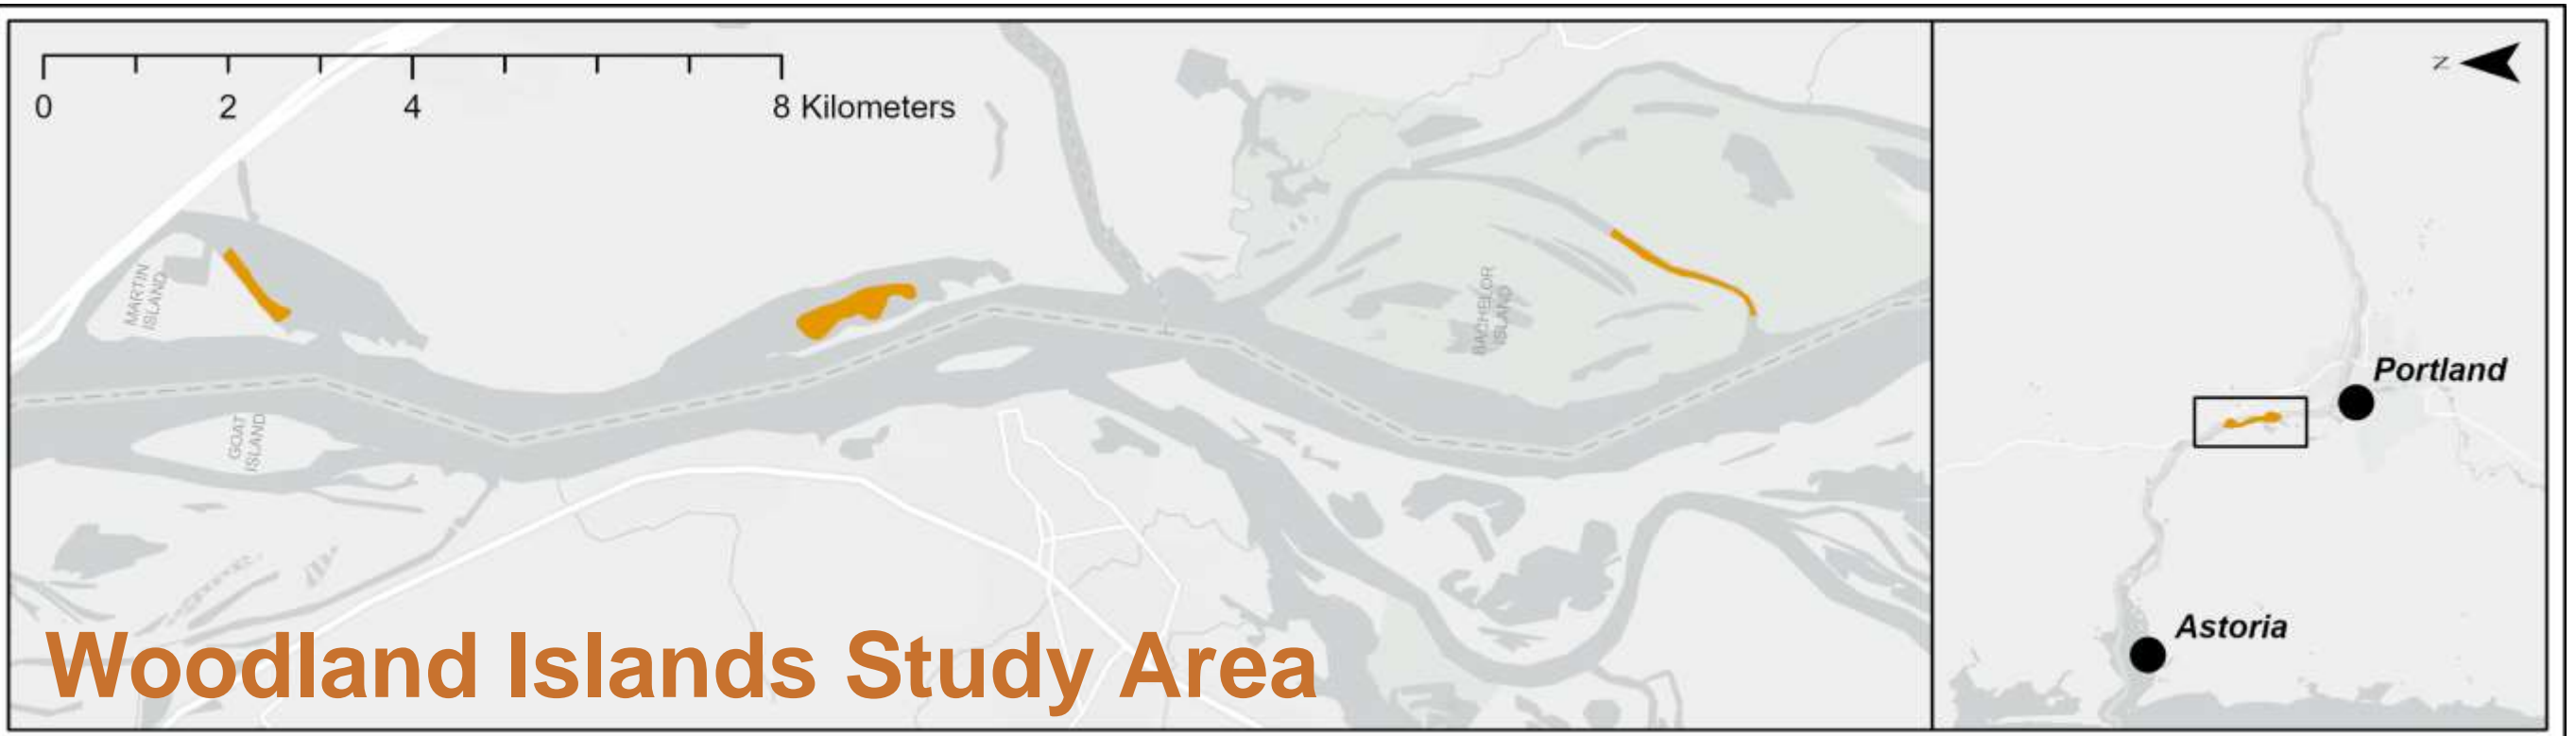 0 2 4 8 Kilometers
N
MARTIN
ISLAND
GOAT
ISLAND
BACHELOR
ISLAND
Portland
Astoria
Woodland Islands Study Area